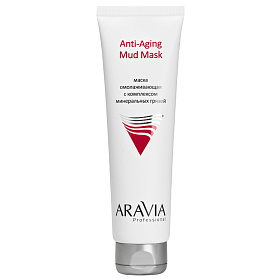 Anti-Aging
Mud Mask
маска
омолаживающая
с комплексом
минеральных грязей
ARAVIA
Professional